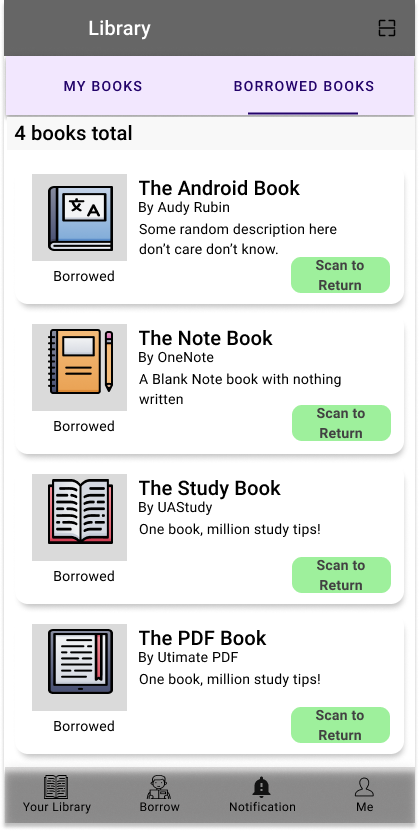 Library
MY BOOKS
BORROWED BOOKS
4 books total
The Android Book
By Audy Rubin
Some random description here
don't care don't know.
Borrowed
Scan to
Return
The Note Book
By OneNote
A Blank Note book with nothing
written
Borrowed
Scan to
Return
The Study Book
By UAStudy
One book, million study tips!
Borrowed
Scan to
Return
The PDF Book
By Utimate PDF
One book, million study tips!
Borrowed
Scan to
Return
Your Library
Borrow
Notification
Me